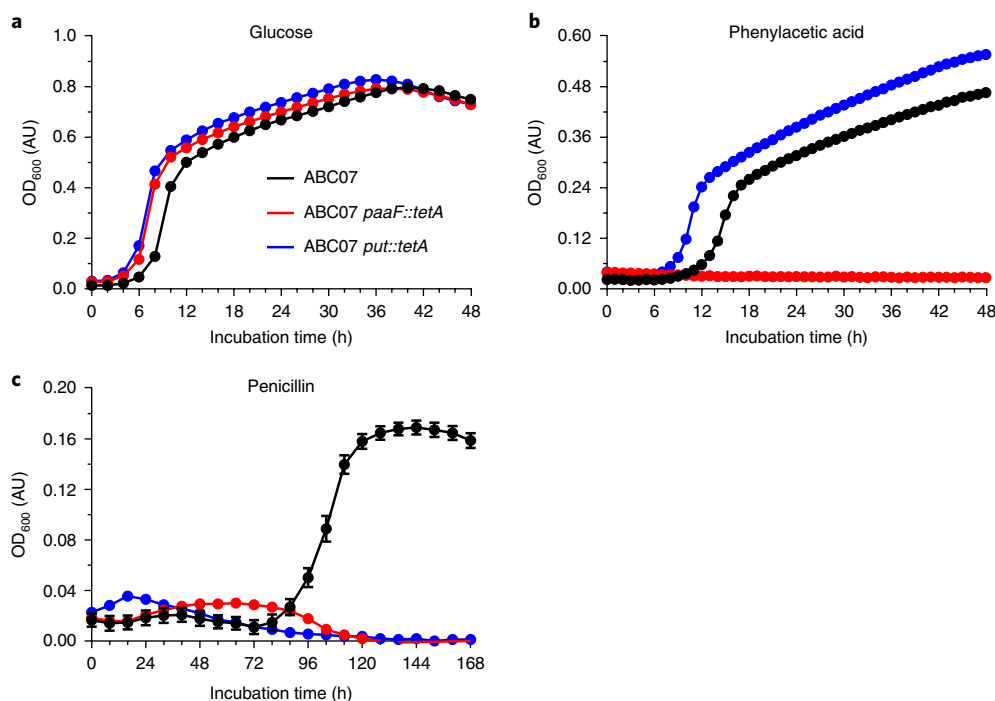 a
Glucose
1.0
0.8
0.6
0.4
0.2
0.0
OD600 (AU)
0 6 12 18 24 30 36 42 48
Incubation time (h)
ABC07
ABC07 paaF::tetA
ABC07 put::tetA
b
Phenylacetic acid
0.60
0.48
0.36
0.24
0.12
0.00
OD600 (AU)
0 6 12 18 24 30 36 42 48
Incubation time (h)
c
Penicillin
0.20
0.16
0.12
0.08
0.04
0.00
OD600 (AU)
0 24 48 72 96 120 144 168
Incubation time (h)